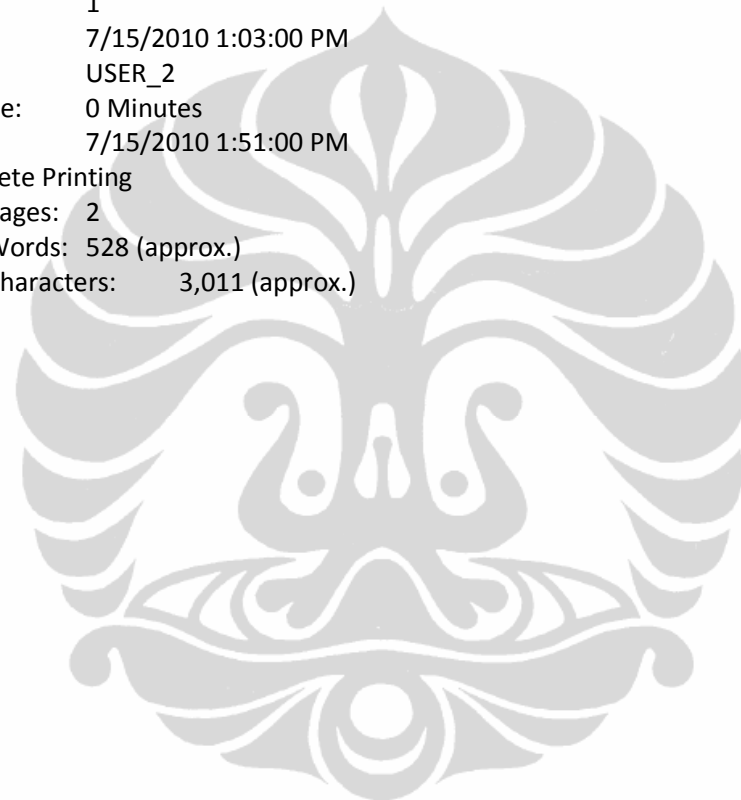 1
7/15/2010 1:03:00 PM
USER_2
e: 0 Minutes
7/15/2010 1:51:00 PM
ete Printing
ages: 2
Words: 528 (approx.)
haracters: 3,011 (approx.)